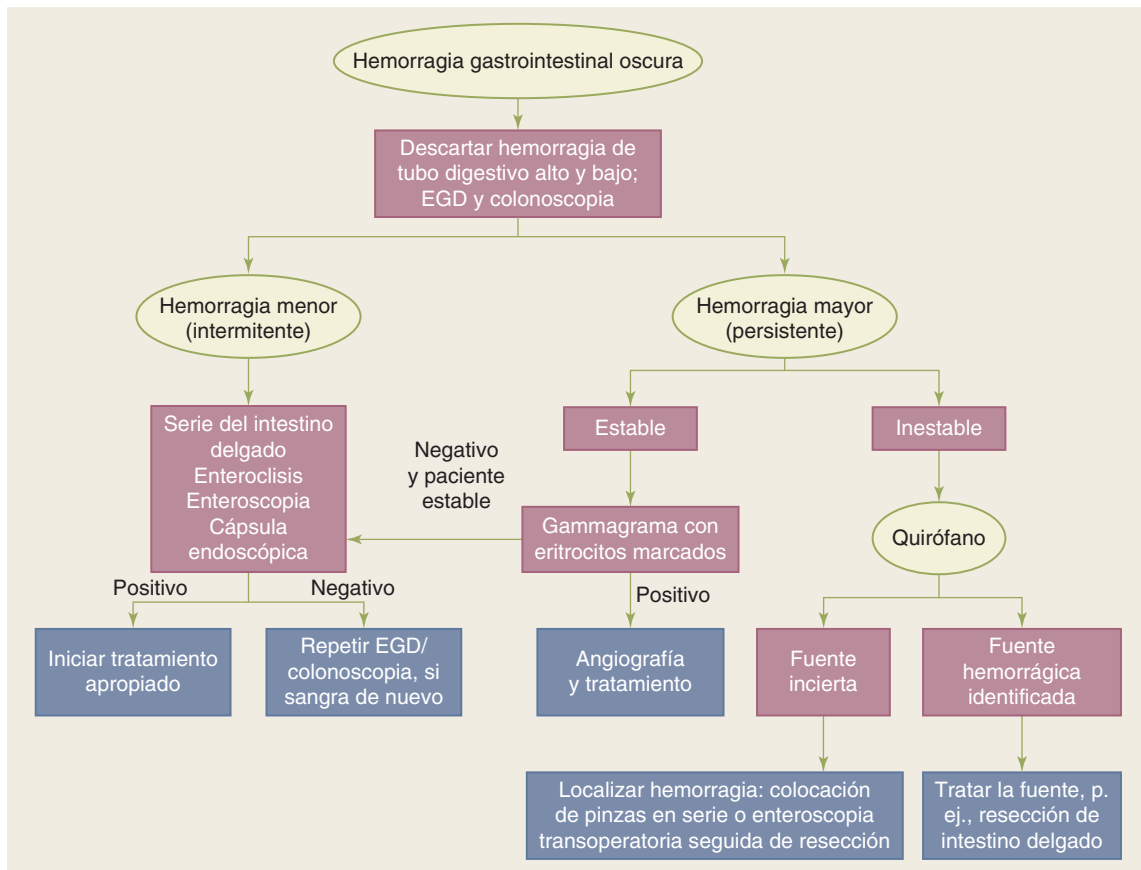 Hemorragia gastrointestinal oscura
Descartar hemorragia de
tubo digestivo alto y bajo;
EGD y colonoscopia
Hemorragia menor
(intermitente)
Hemorragia mayor
(persistente)
Serie del intestino
delgado
Enteroclisis
Enteroscopia
Cápsula
endoscópica
Negativo
y paciente
estable
Estable
Inestable
Gammagrama con
eritrocitos marcados
Quirófano
Positivo
Negativo
Positivo
Iniciar tratamiento
apropiado
Repetir EGD/
colonoscopia, si
sangra de nuevo
Angiografía
y tratamiento
Fuente
incierta
Fuente
hemorrágica
identificada
Localizar hemorragia: colocación
de pinzas en serie o enteroscopia
transoperatoria seguida de resección
Tratar la fuente, p.
ej., resección de
intestino delgado